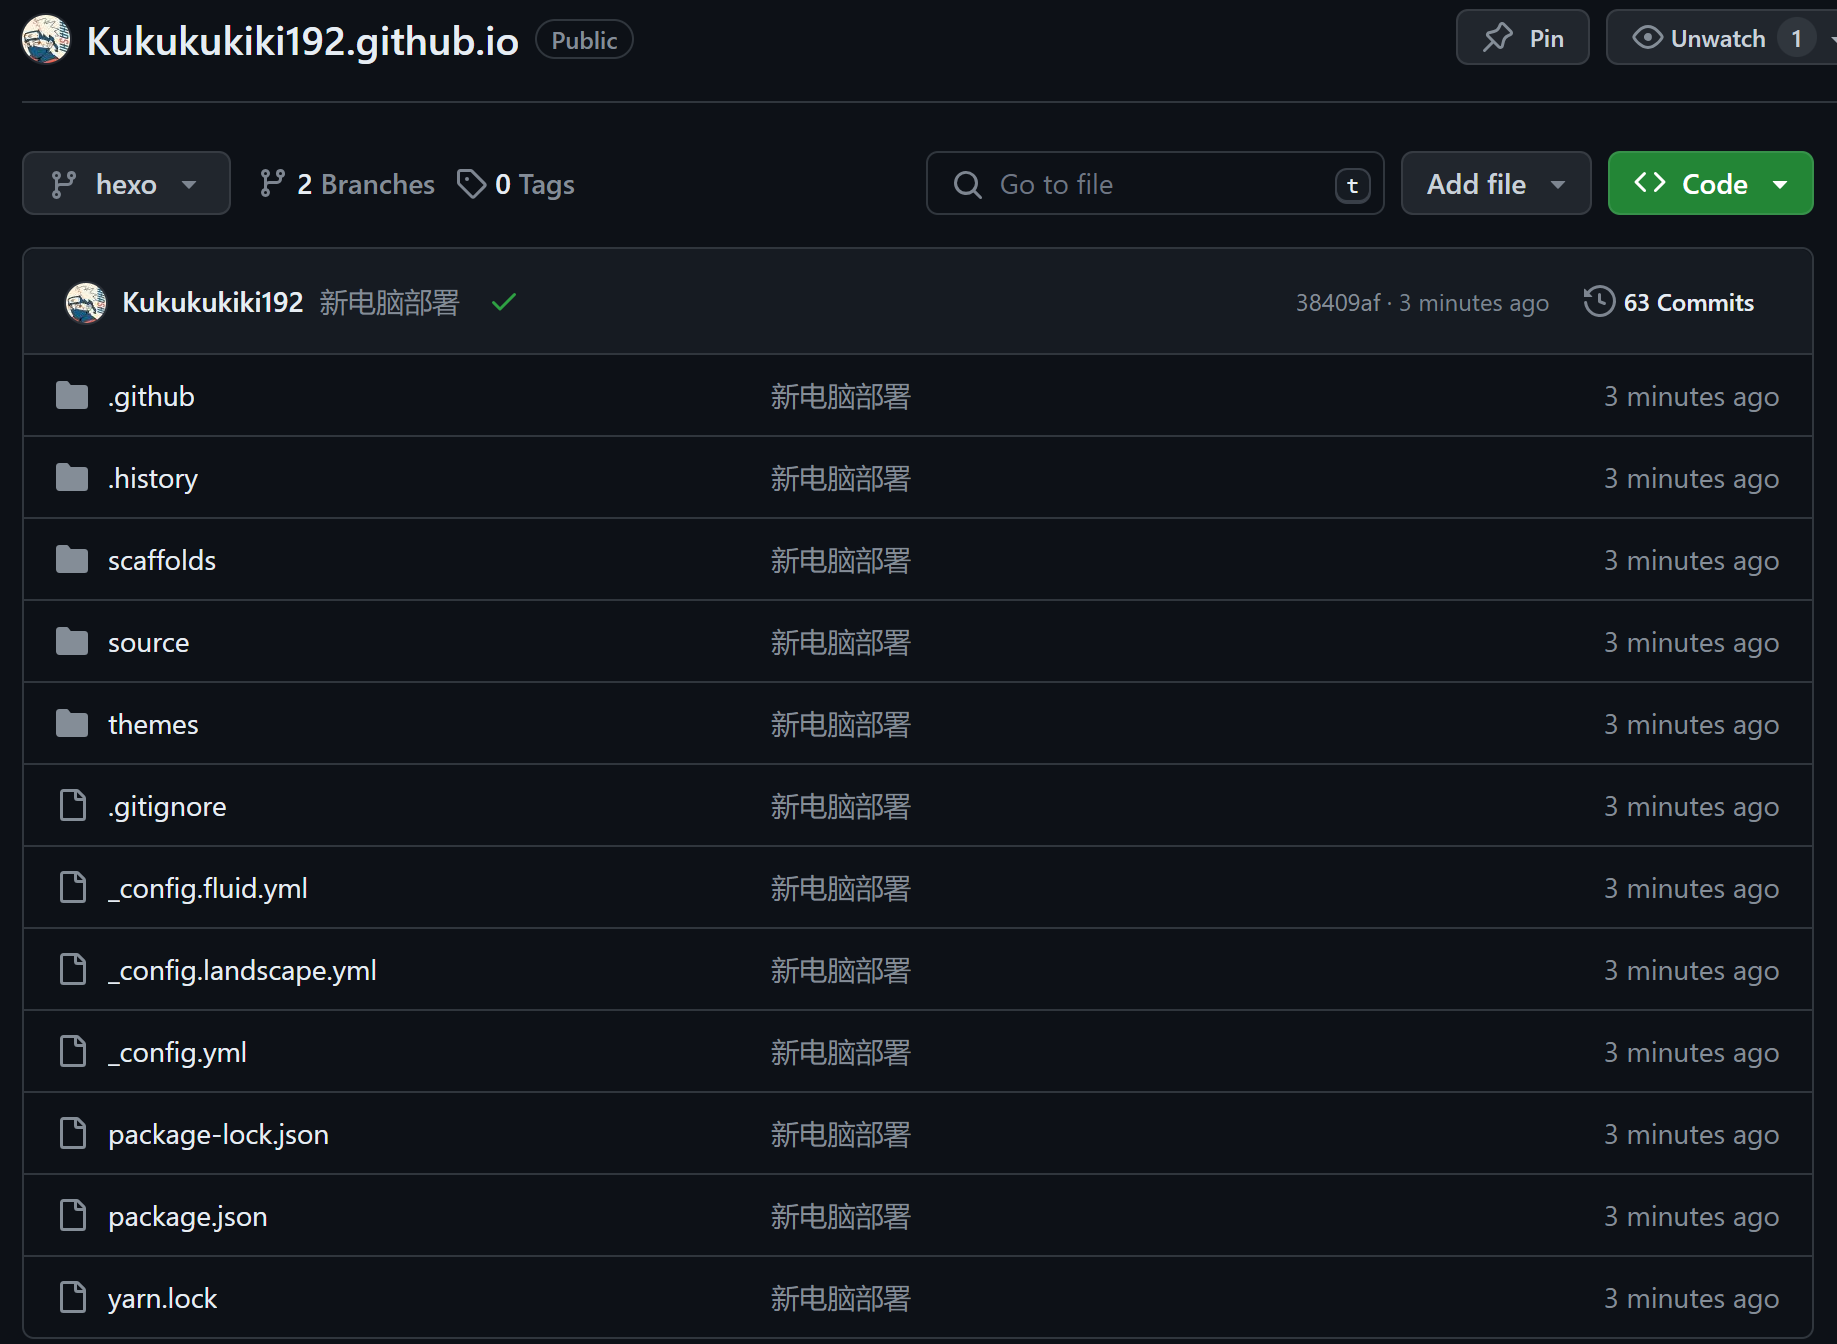 Kukukukiki192.github.io Public Pin Unwatch 1
hexo 2 Branches 0 Tags Go to file t Add file Code
Kukukukiki192 新电脑部署 38409af · 3 minutes ago 63 Commits
.github 新电脑部署 3 minutes ago
.history 新电脑部署 3 minutes ago
scaffolds 新电脑部署 3 minutes ago
source 新电脑部署 3 minutes ago
themes 新电脑部署 3 minutes ago
.gitignore 新电脑部署 3 minutes ago
_config.fluid.yml 新电脑部署 3 minutes ago
_config.landscape.yml 新电脑部署 3 minutes ago
_config.yml 新电脑部署 3 minutes ago
package-lock.json 新电脑部署 3 minutes ago
package.json 新电脑部署 3 minutes ago
yarn.lock 新电脑部署 3 minutes ago